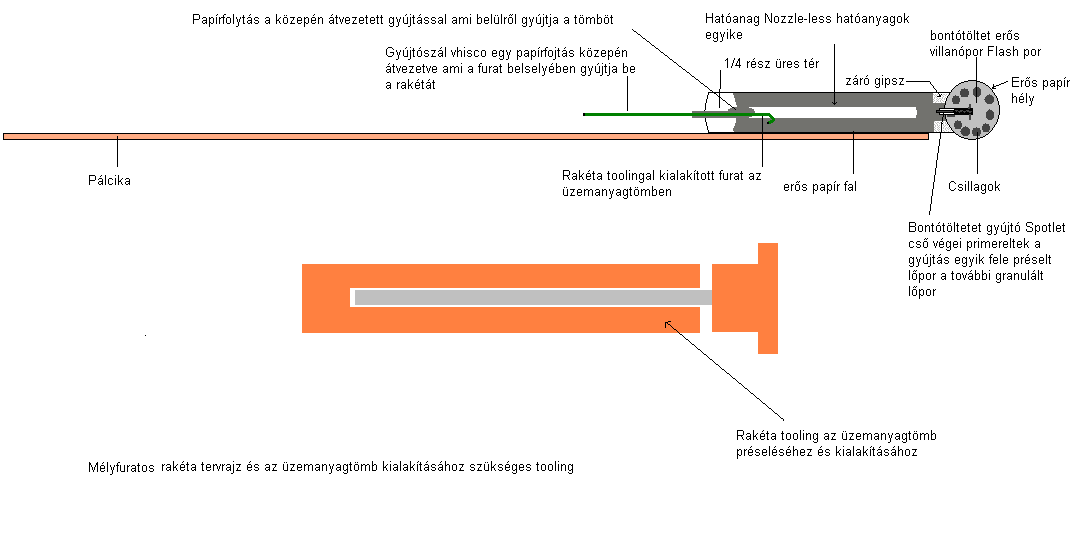 Papírfolytás a közepén átvezetett gyújtással ami belülről gyújtja a tömböt
Gyújtószál vhisco egy papírfojtás közepén
átvezetve ami a furat belselyében gyújtja be
a rakétát
Hatóanag Nozzle-less hatóanyagok
egyike
1/4 rész üres tér
záró gipsz
bontótöltet erős
villanópor Flash por
Erős papír
hély
Pálcika
Rakéta toolingal kialakított furat az
üzemanyagtömben
erős papír fal
Csillagok
Bontótöltetet gyújtó Spotlet
cső végei primereltek a
gyújtás egyik fele préselt
lőpor a további granulált
lőpor
Rakéta tooling az üzemanyagtömb
préseléséhez és kialakításához
Mélyfuratos rakéta tervrajz és az üzemanyagtömb kialakításához szükséges tooling